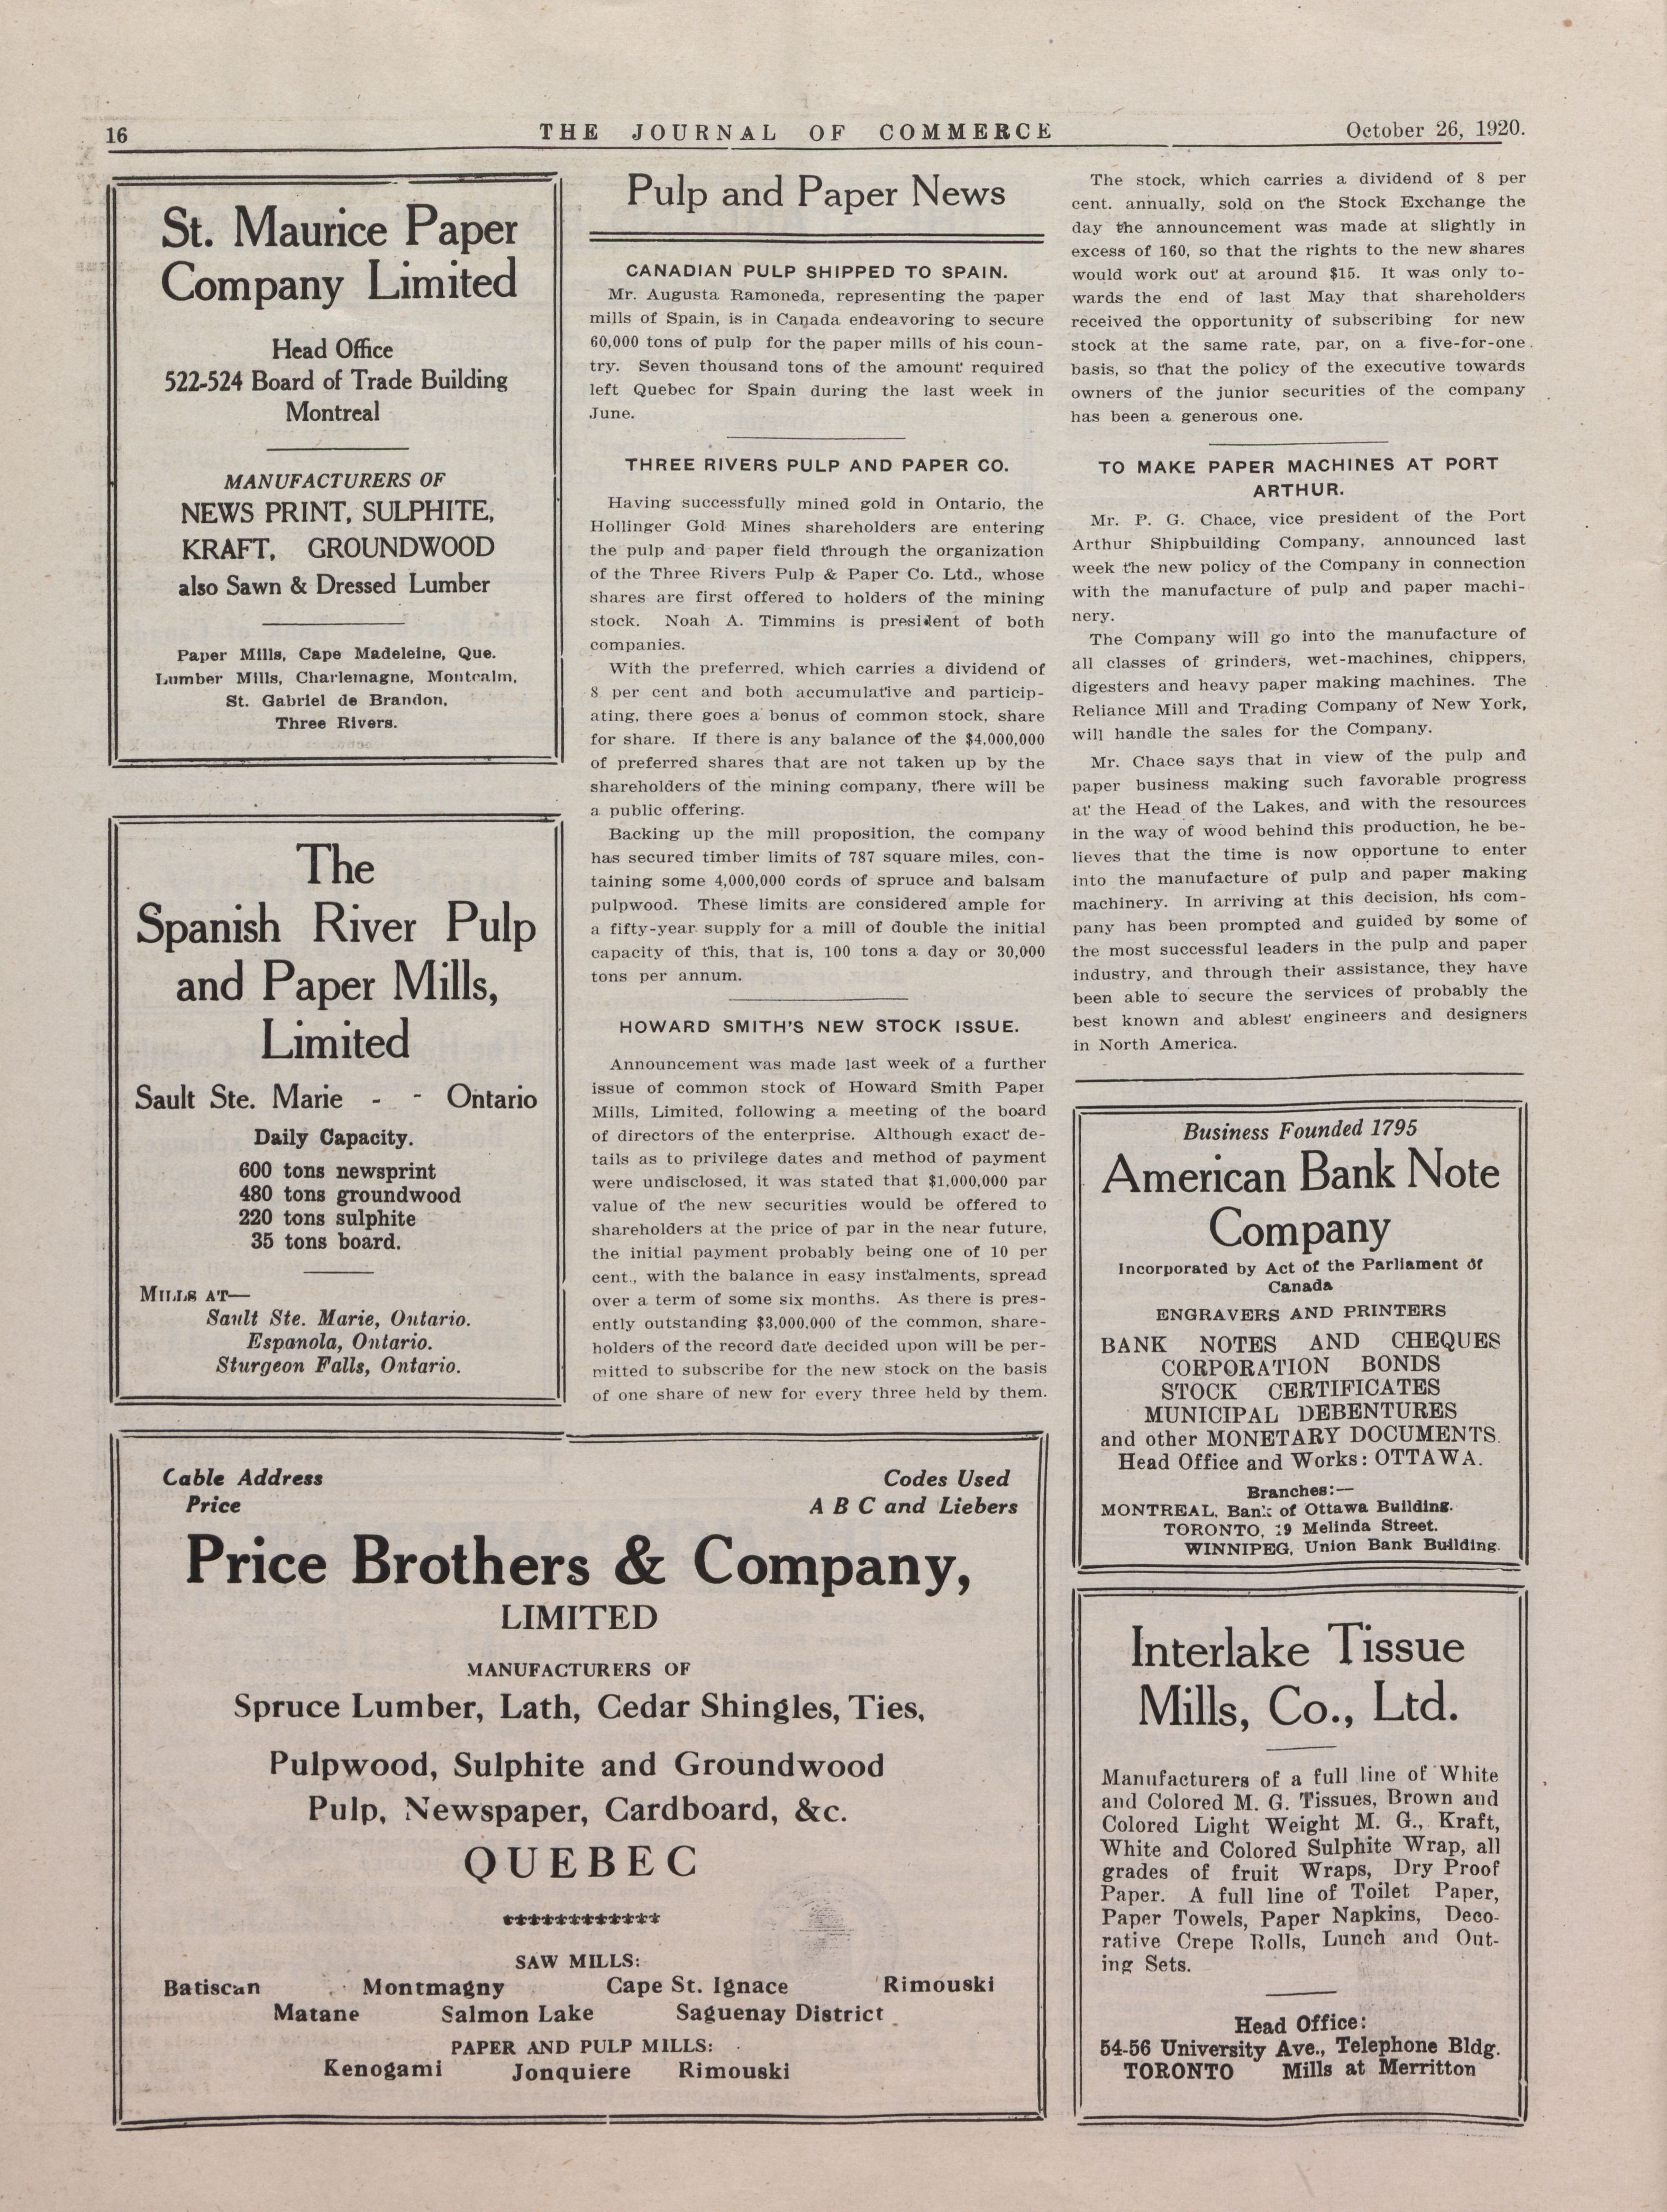 16
THE JOURNAL OF COMMERCE
October 26, 1920.
St. Maurice Paper
Company Limited
Head Office
522-524 Board of Trade Building
Montreal
MANUFACTURERS OF
NEWS PRINT, SULPHITE,
KRAFT, GROUNDWOOD
also Sawn & Dressed Lumber
Paper Mills, Cape Madeleine, Que.
Lumber Mills, Charlemagne, Montcalm,
St. Gabriel de Brandon,
Three Rivers.
The
Spanish River Pulp
and Paper Mills,
Limited
Sault Ste. Marie - - Ontario
Daily Capacity.
600 tons newsprint
480 tons groundwood
220 tons sulphite
35 tons board.
MILLS AT—
Sault Ste. Marie, Ontario.
Espanola, Ontario.
Sturgeon Falls, Ontario.
Pulp and Paper News
CANADIAN PULP SHIPPED TO SPAIN.
Mr. Augusta Ramoneda, representing the paper
mills of Spain, is in Canada endeavoring to secure
60,000 tons of pulp for the paper mills of his coun-
try. Seven thousand tons of the amount required
left Quebec for Spain during the last week in
June.
THREE RIVERS PULP AND PAPER CO.
Having successfully mined gold in Ontario, the
Hollinger Gold Mines shareholders are entering
the pulp and paper field through the organization
of the Three Rivers Pulp & Paper Co. Ltd., whose
shares are first offered to holders of the mining
stock. Noah A. Timmins is president of both
companies.
With the preferred, which carries a dividend of
8 per cent and both accumulative and particip-
ating, there goes a bonus of common stock, share
for share. If there is any balance of the $4,000,000
of preferred shares that are not taken up by the
shareholders of the mining company, there will be
a public offering.
Backing up the mill proposition, the company
has secured timber limits of 787 square miles, con-
taining some 4,000,000 cords of spruce and balsam
pulpwood. These limits are considered ample for
a fifty-year supply for a mill of double the initial
capacity of this, that is, 100 tons a day or 30,000
tons per annum.
HOWARD SMITH'S NEW STOCK ISSUE.
Announcement was made last week of a further
issue of common stock of Howard Smith Paper
Mills, Limited, following a meeting of the board
of directors of the enterprise. Although exact de-
tails as to privilege dates and method of payment
were undisclosed, it was stated that $1,000,000 par
value of the new securities would be offered to
shareholders at the price of par in the near future,
the initial payment probably being one of 10 per
cent., with the balance in easy instalments, spread
over a term of some six months. As there is pres-
ently outstanding $3,000,000 of the common, share-
holders of the record date decided upon will be per-
mitted to subscribe for the new stock on the basis
of one share of new for every three held by them.
The stock, which carries a dividend of 8 per
cent. annually, sold on the Stock Exchange the
day the announcement was made at slightly in
excess of 160, so that the rights to the new shares
would work out at around $15. It was only to-
wards the end of last May that shareholders
received the opportunity of subscribing for new
stock at the same rate, par, on a five-for-one
basis, so that the policy of the executive towards
owners of the junior securities of the company
has been a generous one.
TO MAKE PAPER MACHINES AT PORT
ARTHUR.
Mr. P. G. Chace, vice president of the Port
Arthur Shipbuilding Company, announced last
week the new policy of the Company in connection
with the manufacture of pulp and paper machi-
nery.
The Company will go into the manufacture of
all classes of grinders, wet-machines, chippers,
digesters and heavy paper making machines. The
Reliance Mill and Trading Company of New York,
will handle the sales for the Company.
Mr. Chace says that in view of the pulp and
paper business making such favorable progress
at the Head of the Lakes, and with the resources
in the way of wood behind this production, he be-
lieves that the time is now opportune to enter
into the manufacture of pulp and paper making
machinery. In arriving at this decision, his com-
pany has been prompted and guided by some of
the most successful leaders in the pulp and paper
industry, and through their assistance, they have
been able to secure the services of probably the
best known and ablest engineers and designers
in North America.
Business Founded 1795
American Bank Note
Company
Incorporated by Act of the Parliament of
Canada
ENGRAVERS AND PRINTERS
BANK NOTES AND CHEQUES
CORPORATION BONDS
STOCK CERTIFICATES
MUNICIPAL DEBENTURES
and other MONETARY DOCUMENTS.
Head Office and Works: OTTAWA.
Branches:—
MONTREAL, Bank of Ottawa Building.
TORONTO, 19 Melinda Street.
WINNIPEG, Union Bank Building.
Cable Address
Price
Codes Used
A B C and Liebers
Price Brothers & Company,
LIMITED
MANUFACTURERS OF
Spruce Lumber, Lath, Cedar Shingles, Ties,
Pulpwood, Sulphite and Groundwood
Pulp, Newspaper, Cardboard, &c.
QUEBEC
************
SAW MILLS:
Batiscan Montmagny Cape St. Ignace Rimouski
Matane Salmon Lake Saguenay District
PAPER AND PULP MILLS:
Kenogami Jonquiere Rimouski
Interlake Tissue
Mills, Co., Ltd.
Manufacturers of a full line of White
and Colored M. G. Tissues, Brown and
Colored Light Weight M. G., Kraft,
White and Colored Sulphite Wrap, all
grades of fruit Wraps, Dry Proof
Paper. A full line of Toilet Paper,
Paper Towels, Paper Napkins, Deco-
rative Crepe Rolls, Lunch and Out-
ing Sets.
Head Office:
54-56 University Ave., Telephone Bldg.
TORONTO Mills at Merritton